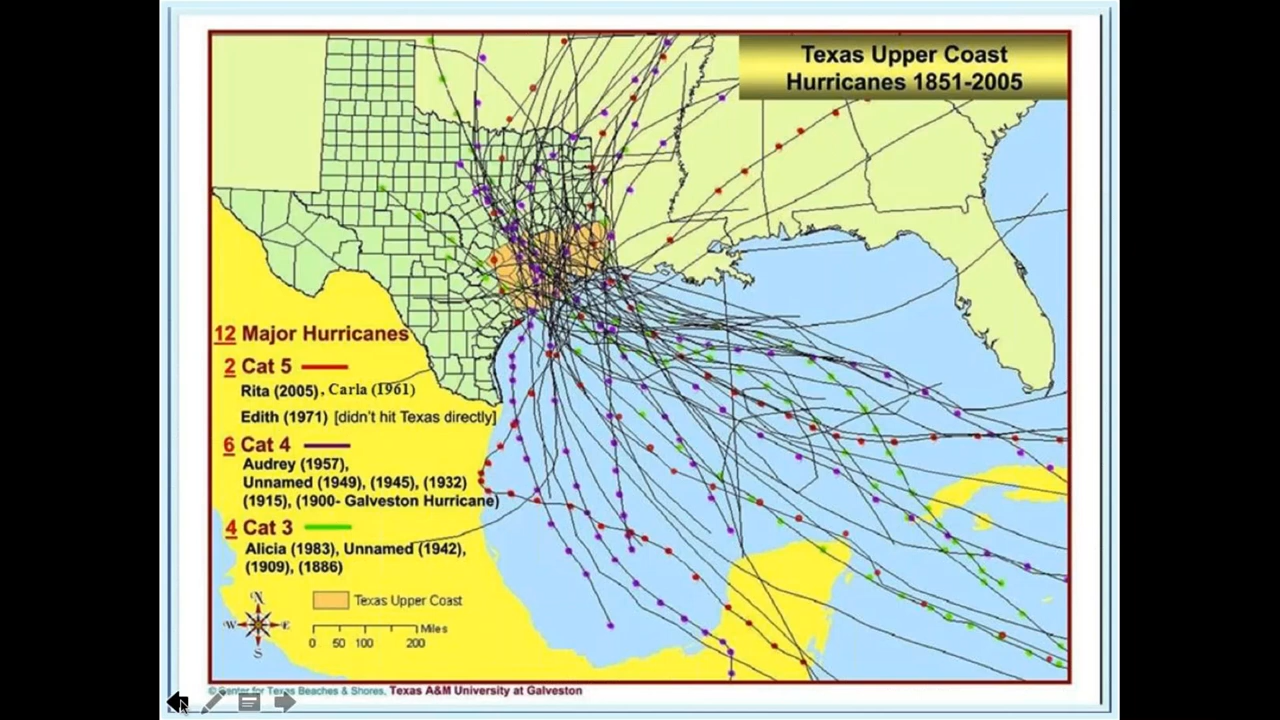 Texas Upper Coast
Hurricanes 1851-2005
12 Major Hurricanes
2 Cat 5
Rita (2005), Carla (1961)
Edith (1971) [didn't hit Texas directly]
6 Cat 4
Audrey (1957),
Unnamed (1949), (1945), (1932)
(1915), (1900- Galveston Hurricane)
4 Cat 3
Alicia (1983), Unnamed (1942),
(1909), (1886)
Texas Upper Coast
N
W E
S
Miles
0 50 100 200
© Center for Texas Beaches & Shores, Texas A&M University at Galveston